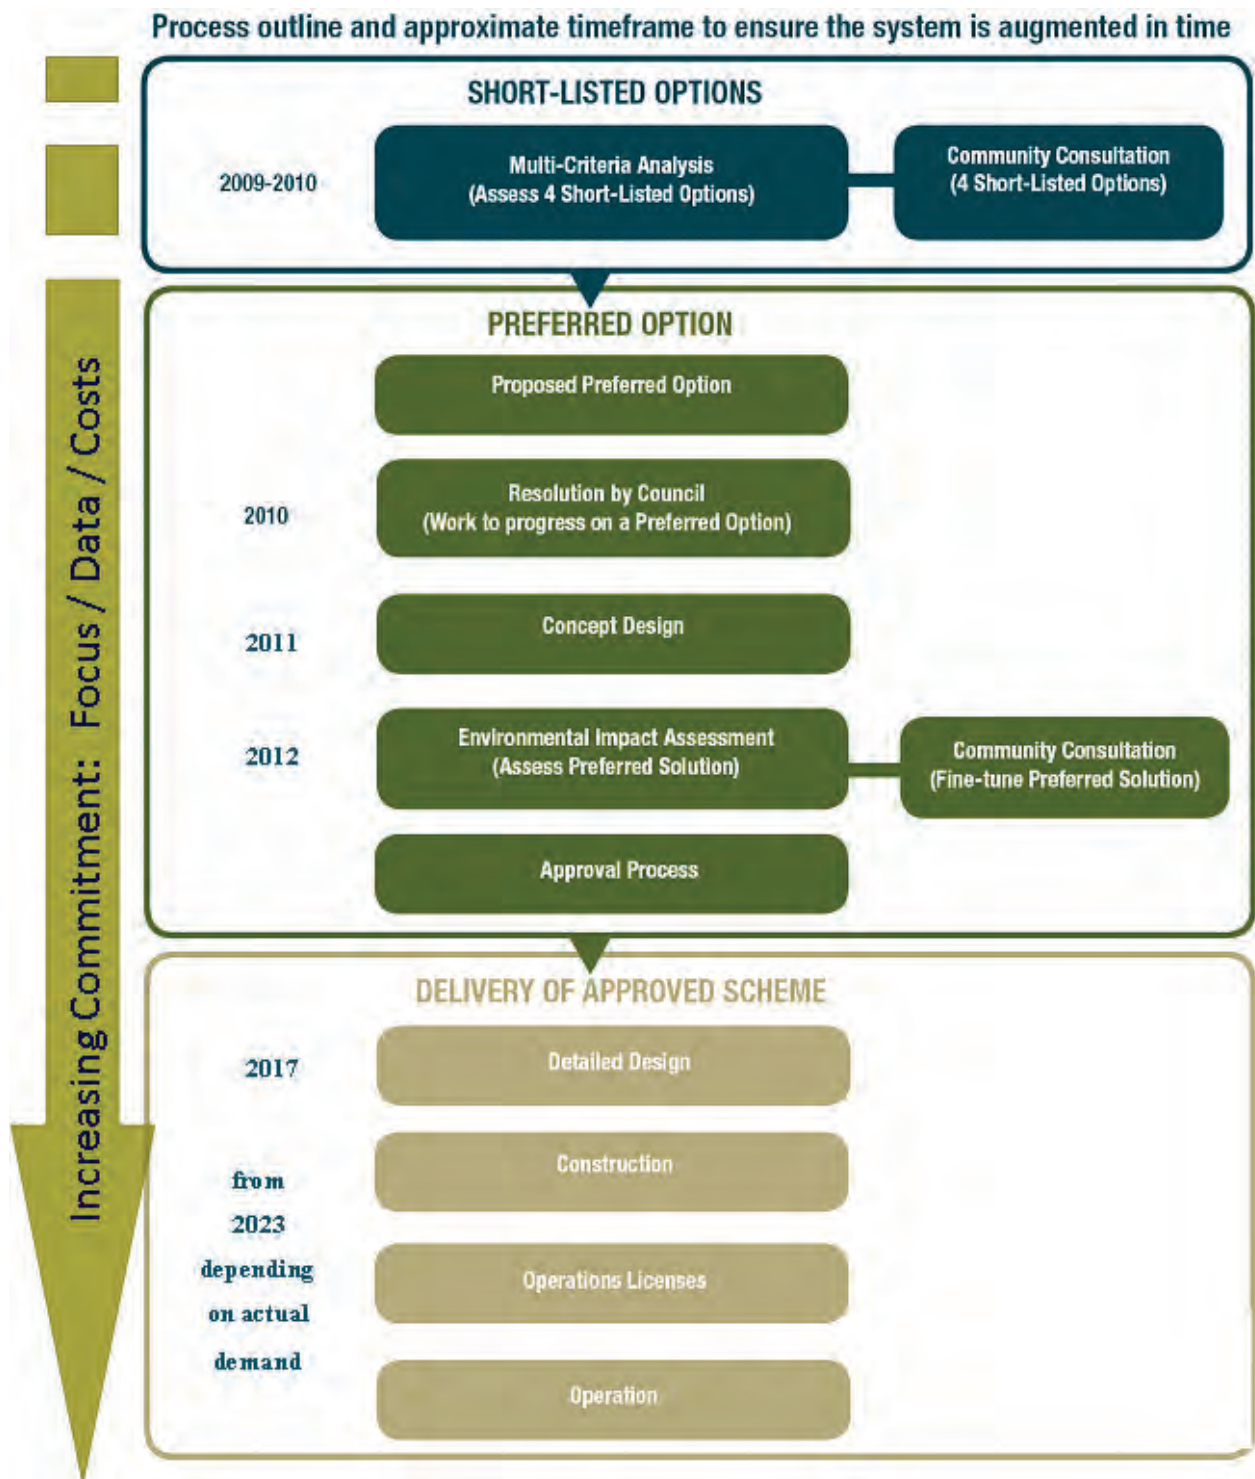 Process outline and approximate timeframe to ensure the system is augmented in time
SHORT-LISTED OPTIONS
2009-2010
Multi-Criteria Analysis
(Assess 4 Short-Listed Options)
Community Consultation
(4 Short-Listed Options)
PREFERRED OPTION
Proposed Preferred Option
2010
Resolution by Council
(Work to progress on a Preferred Option)
2011
Concept Design
2012
Environmental Impact Assessment
(Assess Preferred Solution)
Community Consultation
(Fine-tune Preferred Solution)
Approval Process
DELIVERY OF APPROVED SCHEME
2017
Detailed Design
Construction
from
2023
depending
on actual
demand
Operations Licenses
Operation
Increasing Commitment: Focus / Data / Costs